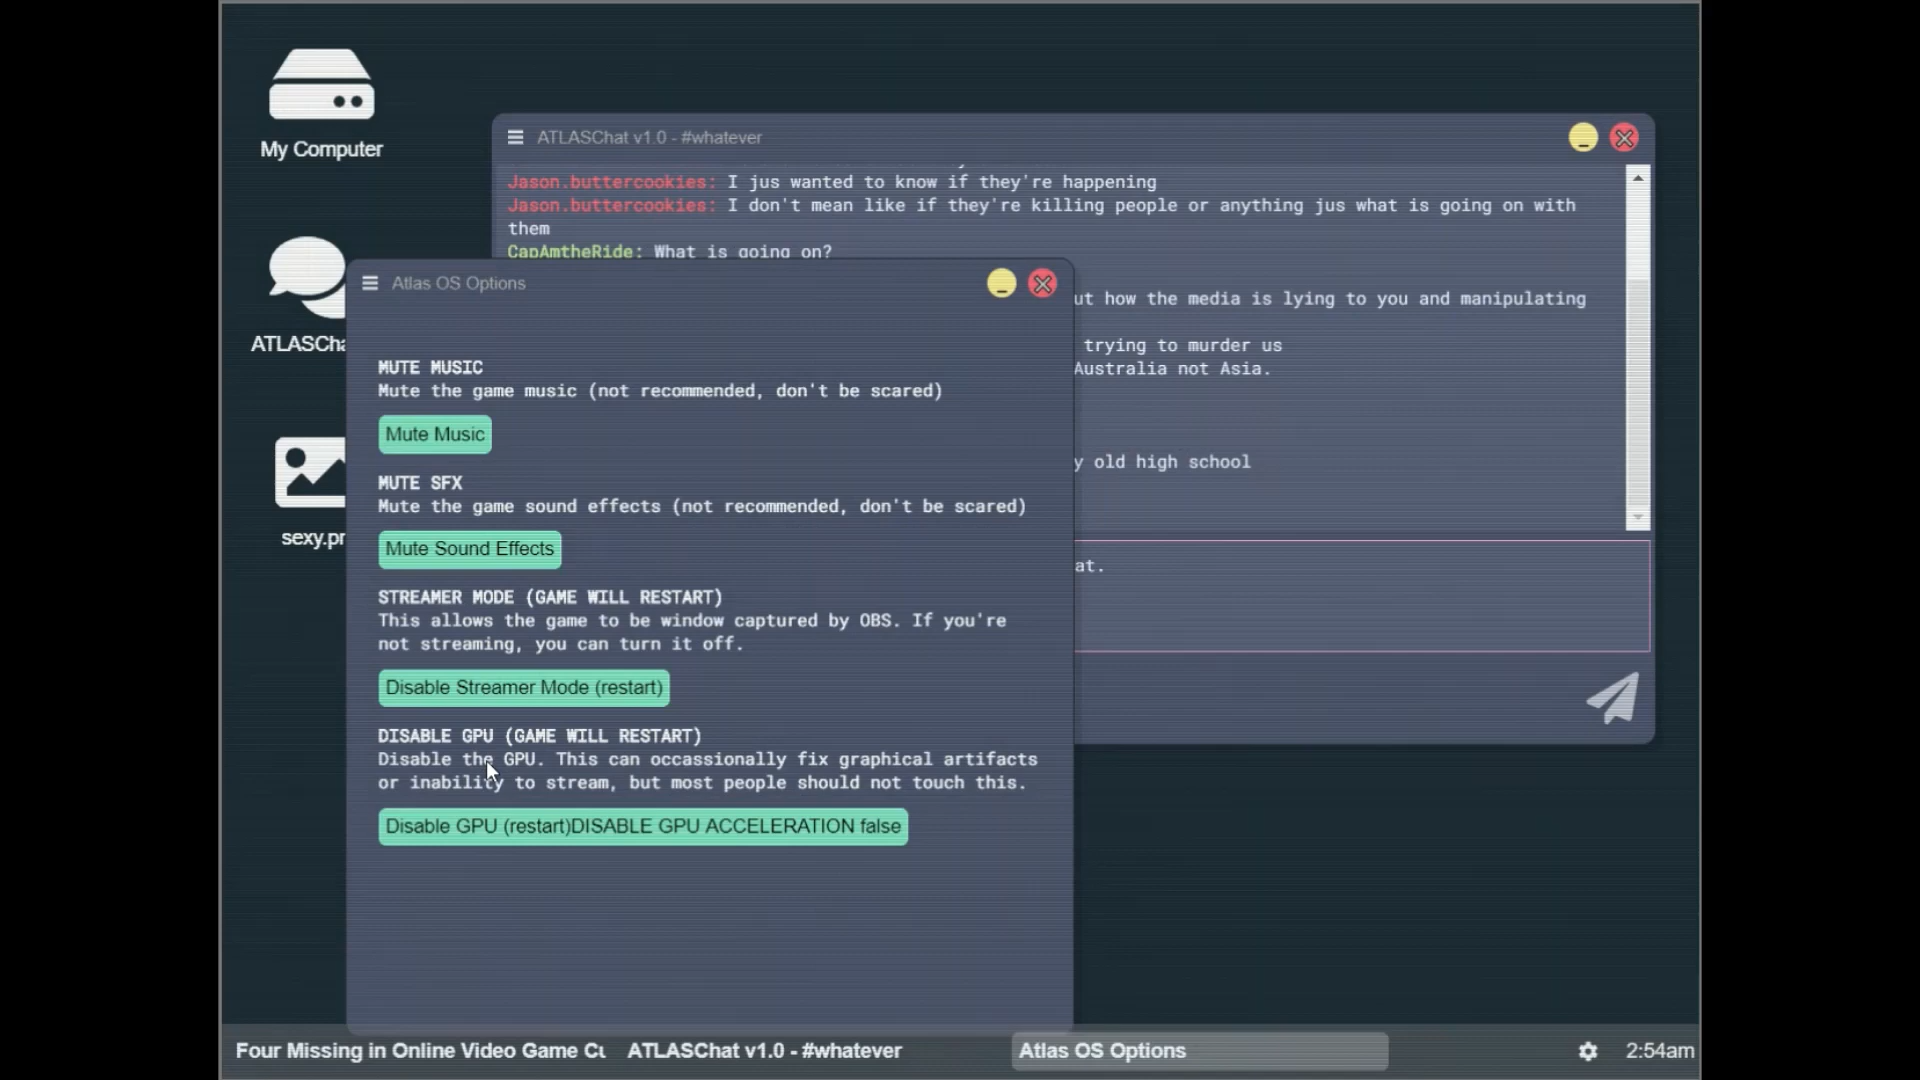 My Computer
ATLASChat v1.0 - #whatever
Jason.buttercookies: I jus wanted to know if they're happening
Jason.buttercookies: I don't mean like if they're killing people or anything jus what is going on with
them
CapAmtheRide: What is going on?
ATLASCha
sexy.pr
Atlas OS Options
ut how the media is lying to you and manipulating
trying to murder us
Australia not Asia.
y old high school
at.
MUTE MUSIC
Mute the game music (not recommended, don't be scared)
Mute Music
MUTE SFX
Mute the game sound effects (not recommended, don't be scared)
Mute Sound Effects
STREAMER MODE (GAME WILL RESTART)
This allows the game to be window captured by OBS. If you're
not streaming, you can turn it off.
Disable Streamer Mode (restart)
DISABLE GPU (GAME WILL RESTART)
Disable the GPU. This can occassionally fix graphical artifacts
or inability to stream, but most people should not touch this.
Disable GPU (restart)DISABLE GPU ACCELERATION false
Four Missing in Online Video Game Cu
ATLASChat v1.0 - #whatever
Atlas OS Options
2:54am